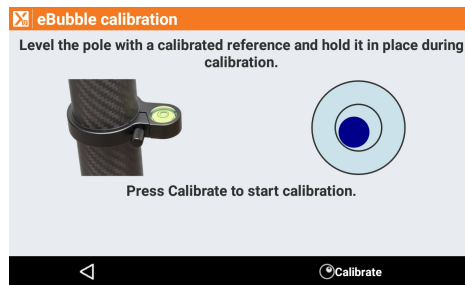 eBubble calibration
Level the pole with a calibrated reference and hold it in place during
calibration.
Press Calibrate to start calibration.
Calibrate